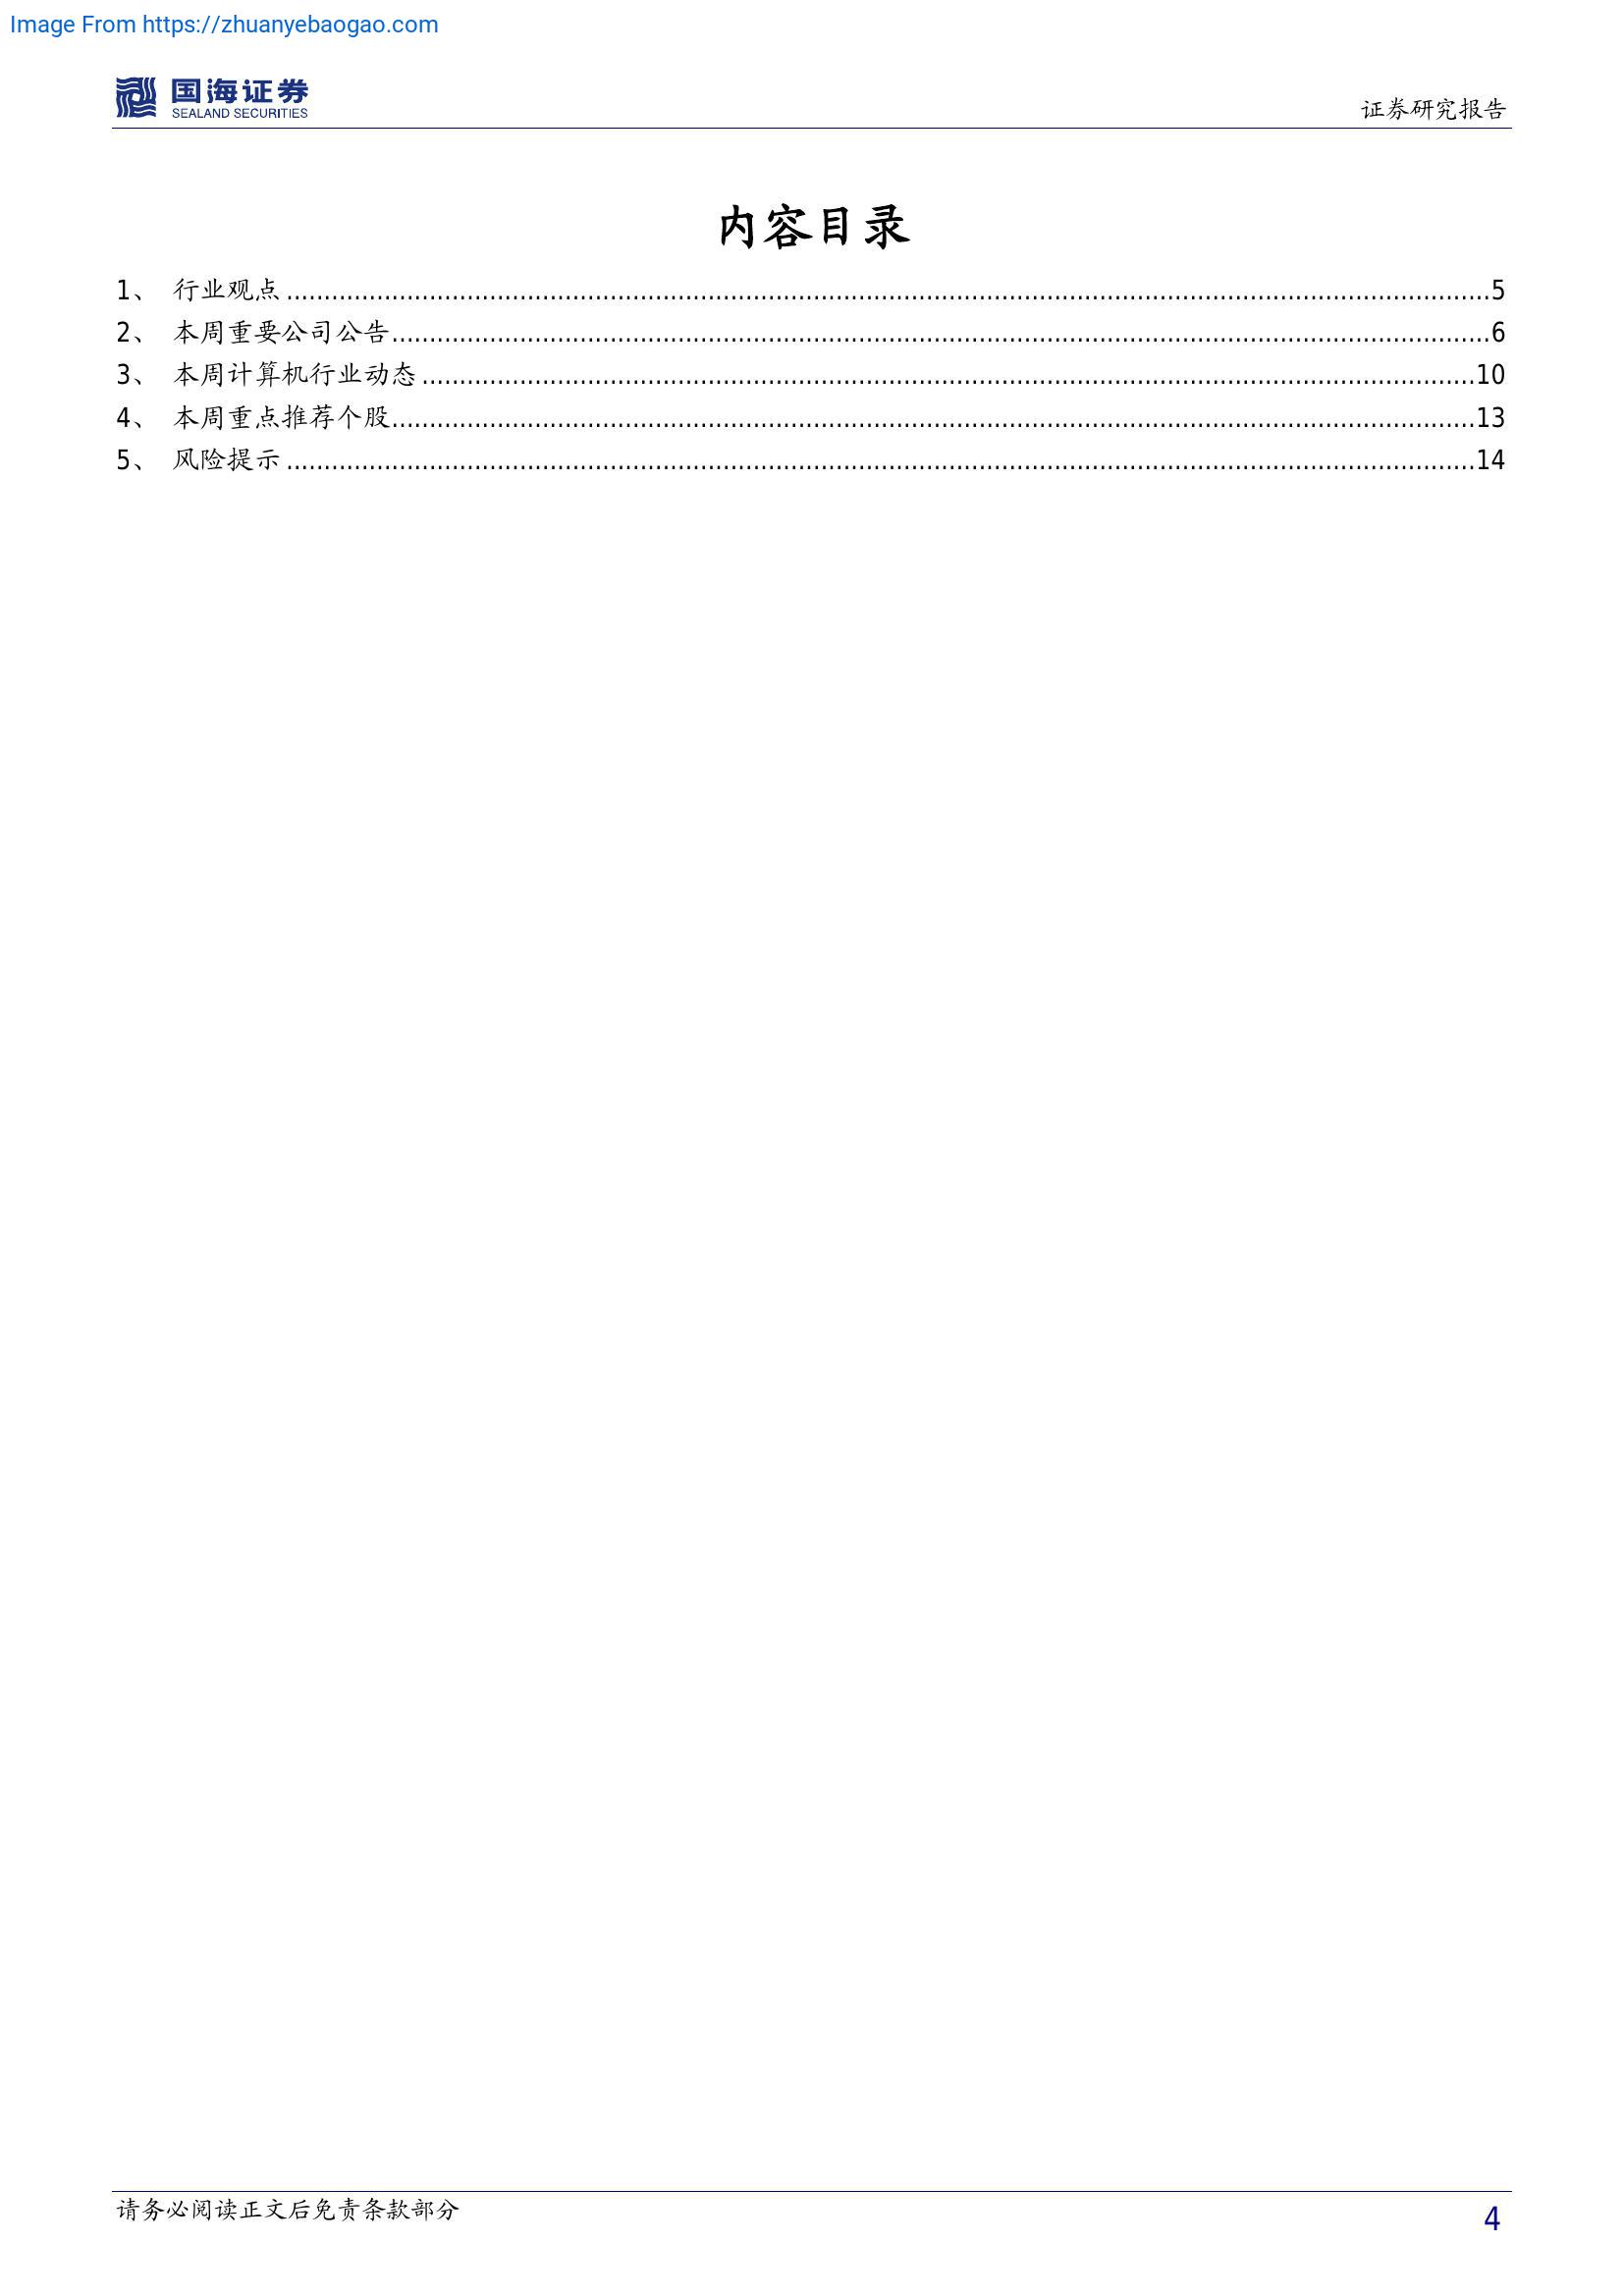 Image From https://zhuanyebaogao.com
国海证券
SEALAND SECURITIES
证券研究报告
内容目录
1、 行业观点 ........................................................................ 5
2、 本周重要公司公告 ........................................................................ 6
3、 本周计算机行业动态 ........................................................................ 10
4、 本周重点推荐个股 ........................................................................ 13
5、 风险提示 ........................................................................ 14
请务必阅读正文后免责条款部分
4